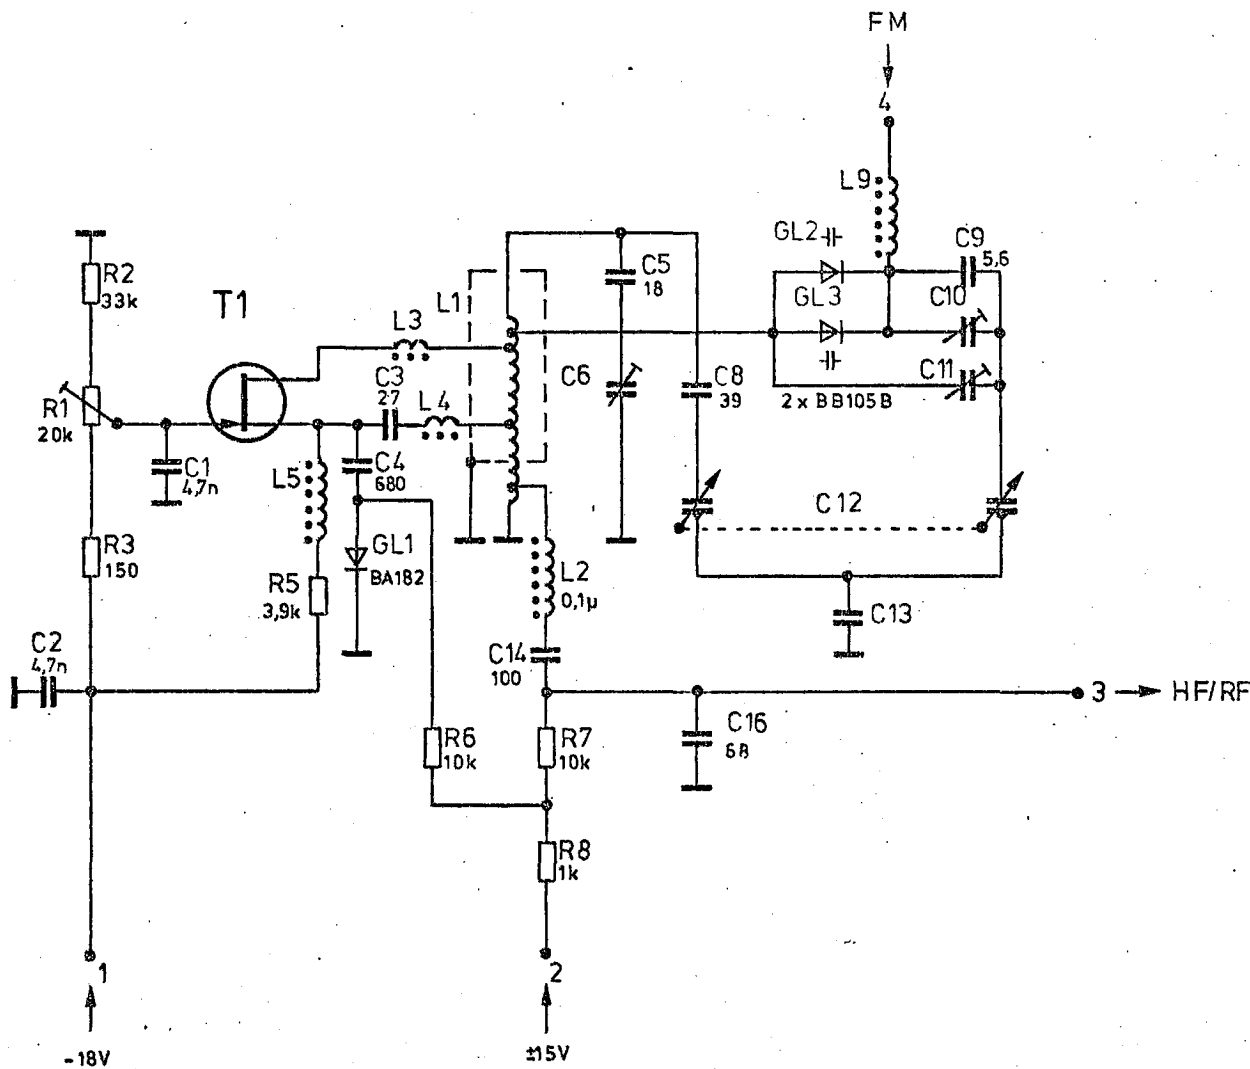 FM
4
L9
GL2
C9
5,6
R2
33k
T1
L1
C5
18
GL3
C10
L3
R1
20k
C3
27
L4
C6
C8
39
C11
2 x BB105B
C1
4,7n
L5
C4
680
C12
R3
150
GL1
BA182
L2
0,1µ
R5
3,9k
C13
C2
4,7n
C14
100
3
HF/RF
R6
10k
R7
10k
C16
68
R8
1k
1
2
-18V
±15V